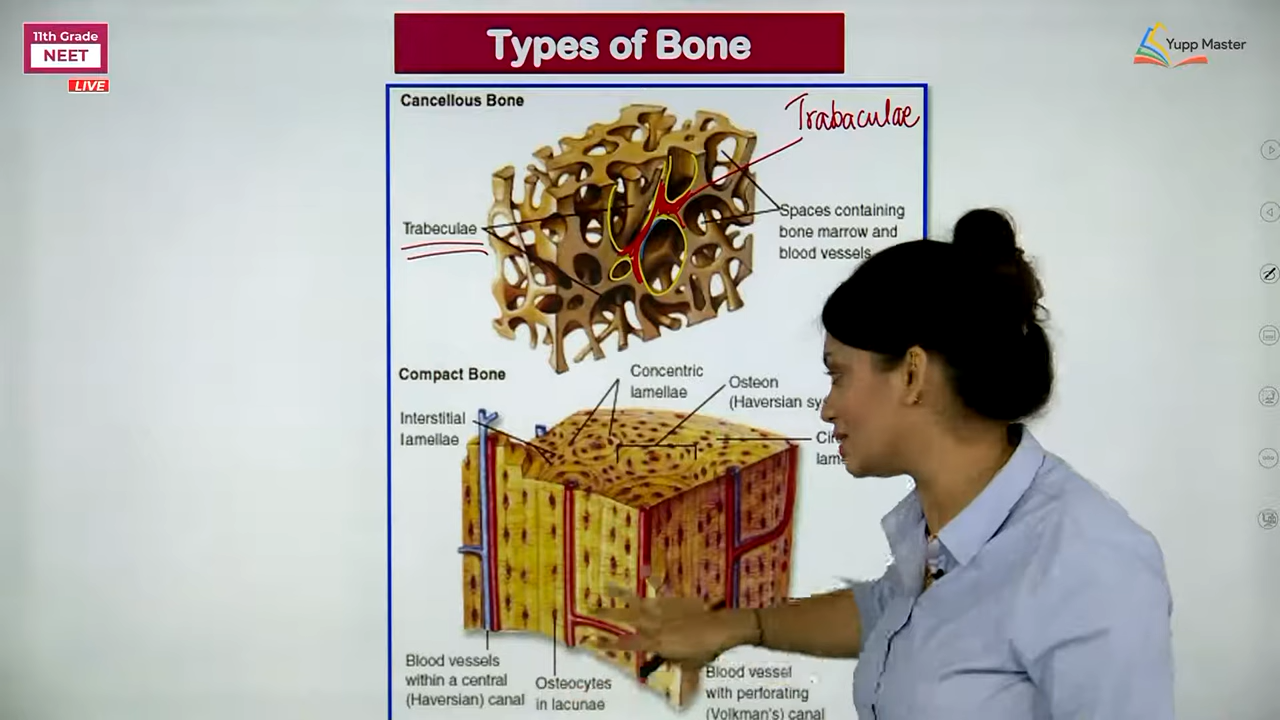 11th Grade
NEET
LIVE
Types of Bone
Yupp Master
Cancellous Bone
Trabaculae
Trabeculae
Spaces containing
bone marrow and
blood vessels
Compact Bone
Concentric
lamellae
Osteon
(Haversian sy
Interstitial
lamellae
Cir
lam
Blood vessels
within a central
(Haversian) canal
Osteocytes
in lacunae
Blood vessel
with perforating
(Volkman's) canal